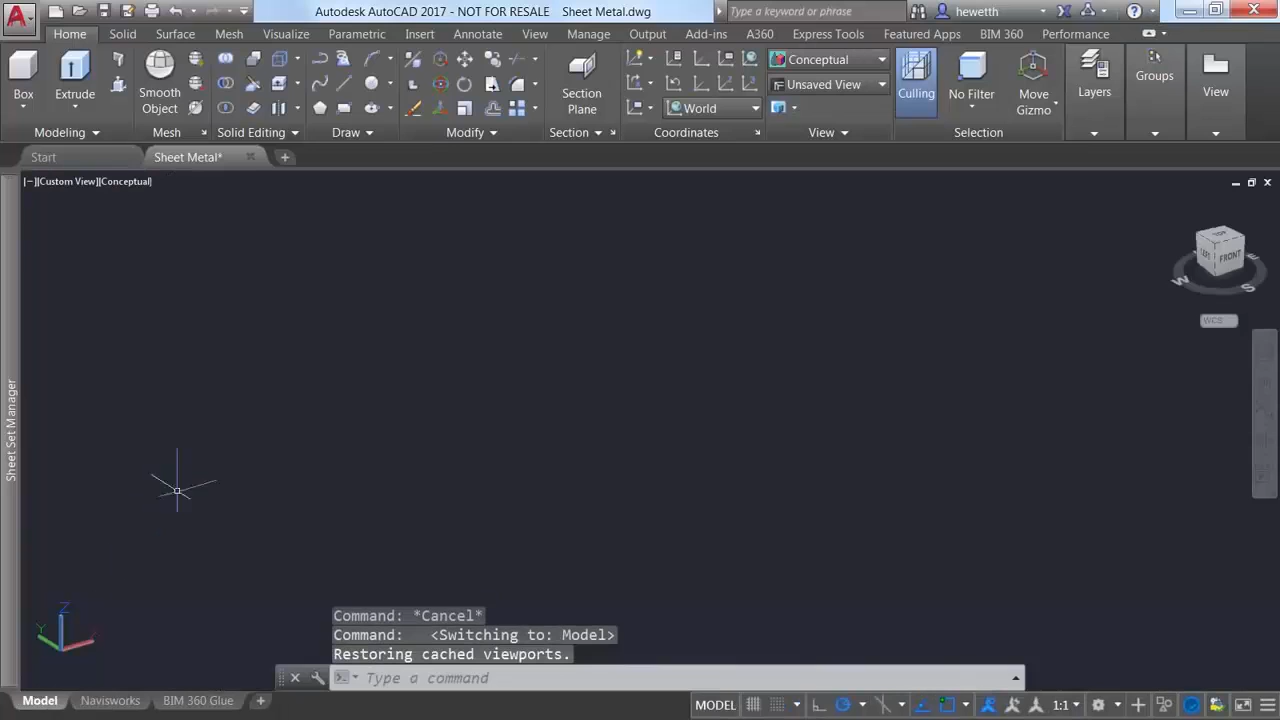 Autodesk AutoCAD 2017 - NOT FOR RESALE Sheet Metal.dwg
Type a keyword or phrase
hewetth
Home Solid Surface Mesh Visualize Parametric Insert Annotate View Manage Output Add-ins A360 Express Tools Featured Apps BIM 360 Performance
Box
Extrude
Smooth
Object
Section
Plane
World
Conceptual
Unsaved View
Culling
No Filter
Move
Gizmo
Layers
Groups
View
Modeling Mesh Solid Editing Draw Modify Section Coordinates View Selection
Start
Sheet Metal*
[−][Custom View][Conceptual]
TOP
LEFT
FRONT
W
S
E
WCS
Sheet Set Manager
Z
Y
X
Command: *Cancel*
Command: <Switching to: Model>
Restoring cached viewports.
Type a command
Model Navisworks BIM 360 Glue
MODEL
1:1